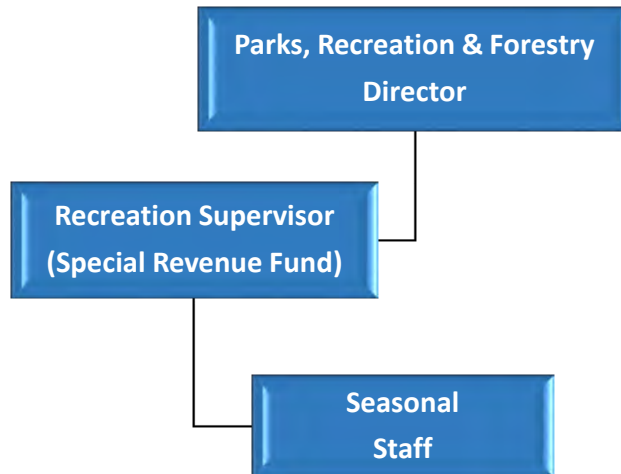 Parks, Recreation & Forestry
Director
Recreation Supervisor
(Special Revenue Fund)
Seasonal
Staff